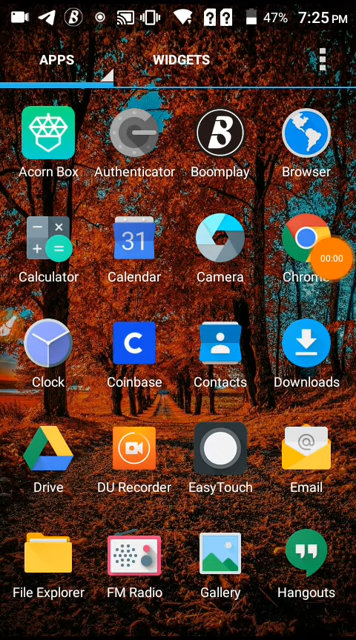 47% 7:25 PM
APPS WIDGETS
Acorn Box Authenticator Boomplay Browser
31
00:00
Calculator Calendar Camera Chrom
C
Clock Coinbase Contacts Downloads
@
Drive DU Recorder EasyTouch Email
File Explorer FM Radio Gallery Hangouts